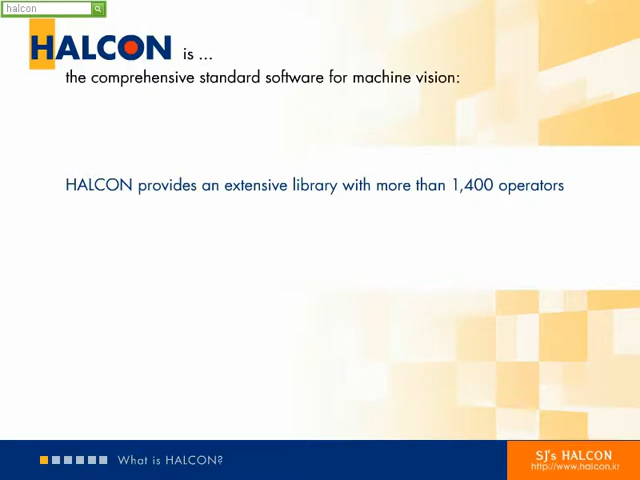 halcon
HALCON is ...
the comprehensive standard software for machine vision:
HALCON provides an extensive library with more than 1,400 operators
What is HALCON?
SJ's HALCON
http://www.halcon.kr